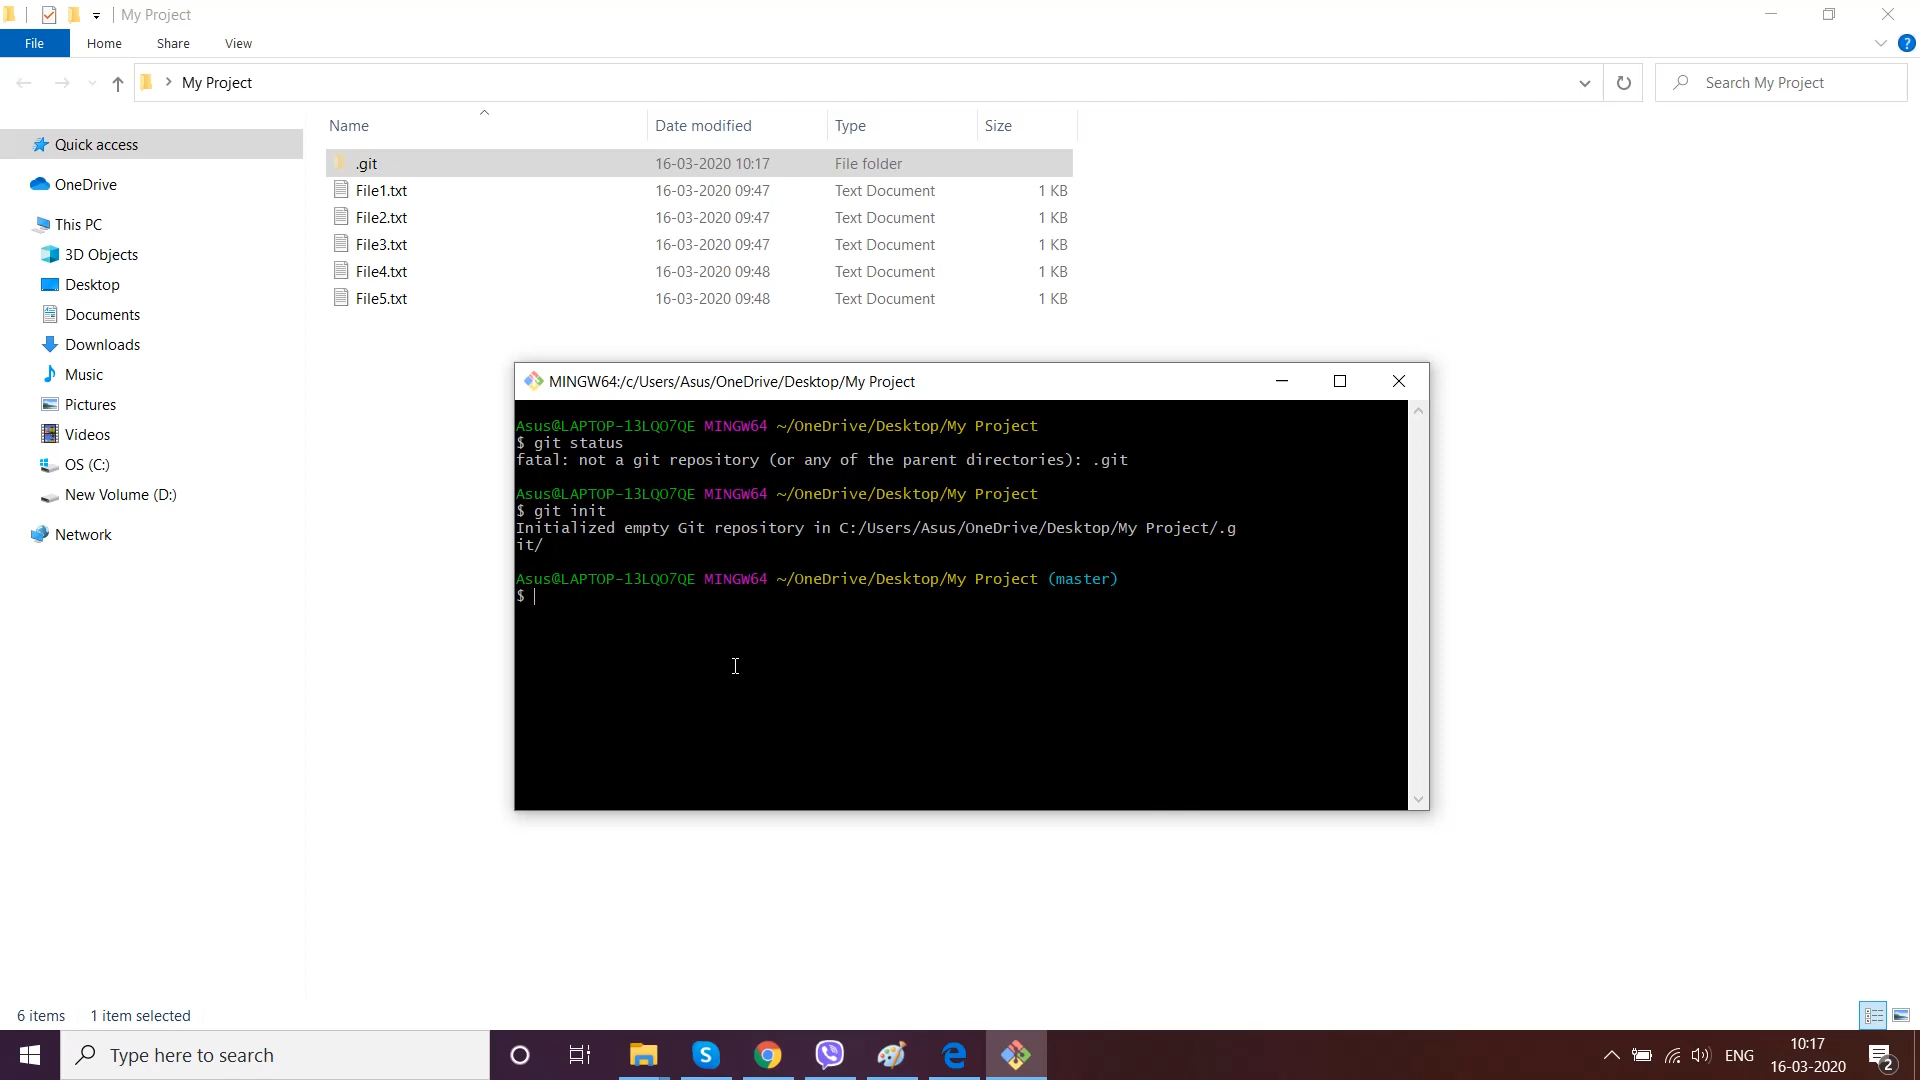 My Project
File Home Share View
My Project
Search My Project
Name Date modified Type Size
Quick access
OneDrive
This PC
3D Objects
Desktop
Documents
Downloads
Music
Pictures
Videos
OS (C:)
New Volume (D:)
Network
.git 16-03-2020 10:17 File folder
File1.txt 16-03-2020 09:47 Text Document 1 KB
File2.txt 16-03-2020 09:47 Text Document 1 KB
File3.txt 16-03-2020 09:47 Text Document 1 KB
File4.txt 16-03-2020 09:48 Text Document 1 KB
File5.txt 16-03-2020 09:48 Text Document 1 KB
MINGW64:/c/Users/Asus/OneDrive/Desktop/My Project
Asus@LAPTOP-13LQO7QE MINGW64 ~/OneDrive/Desktop/My Project
$ git status
fatal: not a git repository (or any of the parent directories): .git
Asus@LAPTOP-13LQO7QE MINGW64 ~/OneDrive/Desktop/My Project
$ git init
Initialized empty Git repository in C:/Users/Asus/OneDrive/Desktop/My Project/.g
it/
Asus@LAPTOP-13LQO7QE MINGW64 ~/OneDrive/Desktop/My Project (master)
$
6 items 1 item selected
Type here to search
ENG
10:17
16-03-2020
2